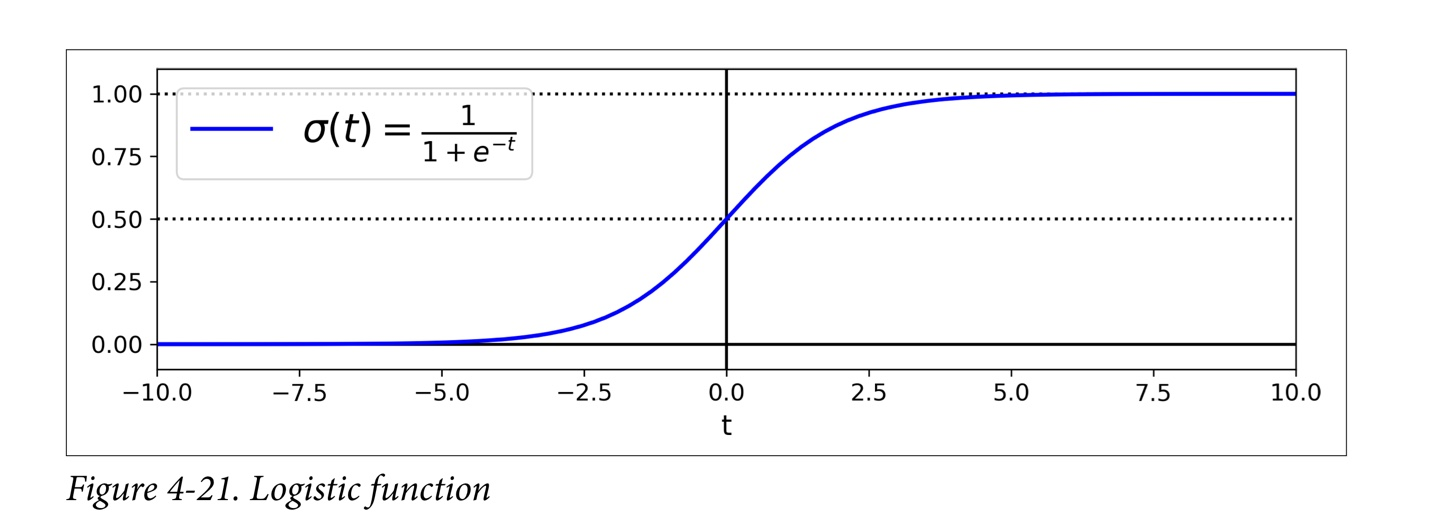 1.00
σ(t) = 1 / (1 + e^−t)
0.75
0.50
0.25
0.00
−10.0 −7.5 −5.0 −2.5 0.0 2.5 5.0 7.5 10.0
t
Figure 4-21. Logistic function